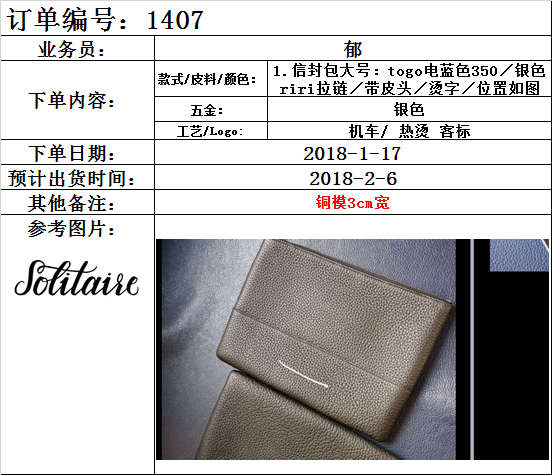 订单编号：1407
业务员： 郁
下单内容：
款式/皮料/颜色： 1.信封包大号：togo电蓝色350／银色
riri拉链／带皮头／烫字／位置如图
五金： 银色
工艺/Logo: 机车/ 热烫 客标
下单日期： 2018-1-17
预计出货时间： 2018-2-6
其他备注： 铜模3cm宽
参考图片：
Solitaire